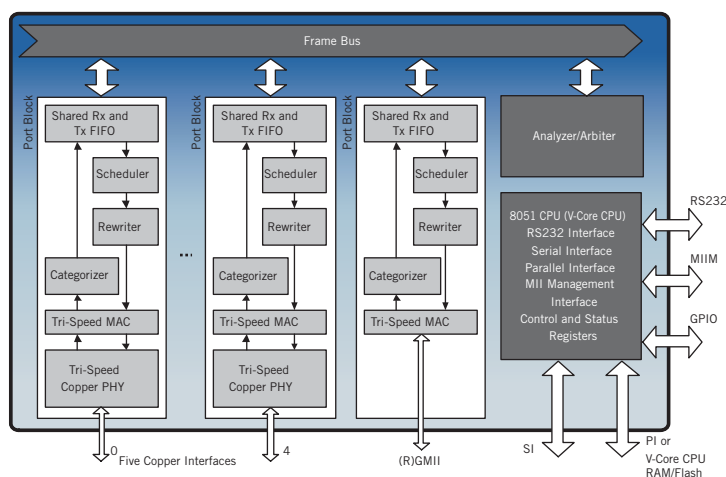 Frame Bus
Port Block
Shared Rx and
Tx FIFO
Scheduler
Rewriter
Categorizer
Tri-Speed MAC
Tri-Speed
Copper PHY
...
Port Block
Shared Rx and
Tx FIFO
Scheduler
Rewriter
Categorizer
Tri-Speed MAC
Tri-Speed
Copper PHY
Port Block
Shared Rx and
Tx FIFO
Scheduler
Rewriter
Categorizer
Tri-Speed MAC
Analyzer/Arbiter
8051 CPU (V-Core CPU)
RS232 Interface
Serial Interface
Parallel Interface
MII Management
Interface
Control and Status
Registers
RS232
MIIM
GPIO
0
Five Copper Interfaces
4
(R)GMII
SI
PI or
V-Core CPU
RAM/Flash